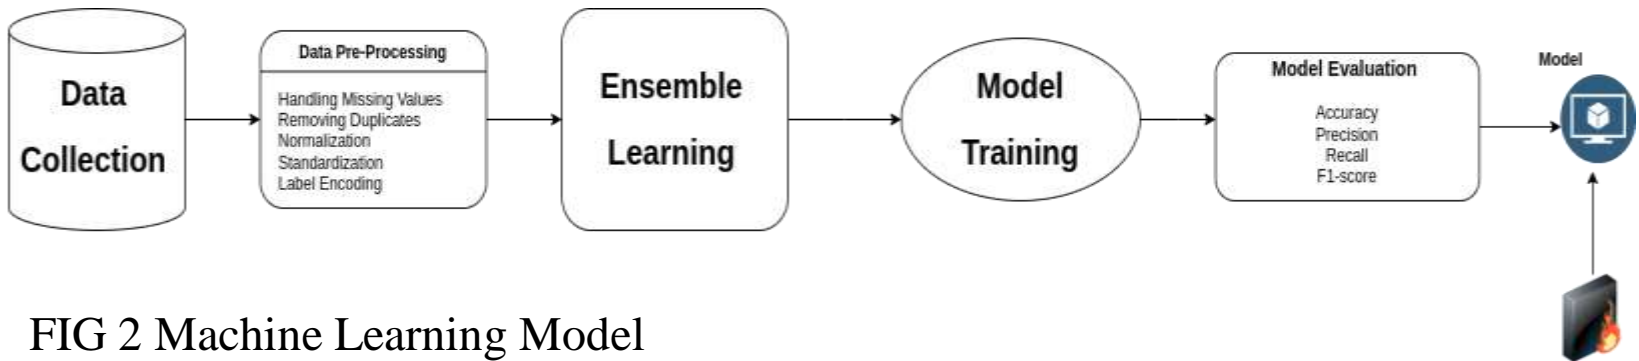 Data
Collection
Data Pre-Processing
Handling Missing Values
Removing Duplicates
Normalization
Standardization
Label Encoding
Ensemble
Learning
Model
Training
Model Evaluation
Accuracy
Precision
Recall
F1-score
Model
FIG 2 Machine Learning Model